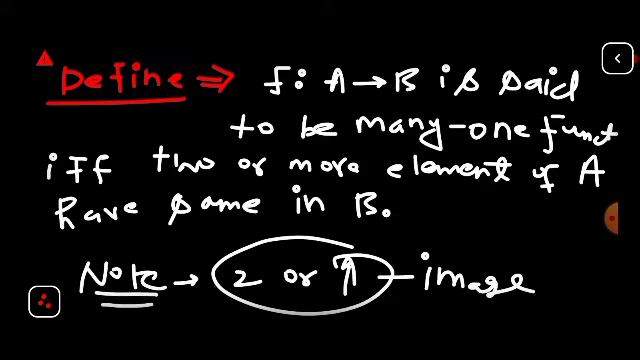 Define ⇒ f: A → B is said
to be many-one funct
iff two or more element of A
have same in B.
Note → 2 or ↑ - image